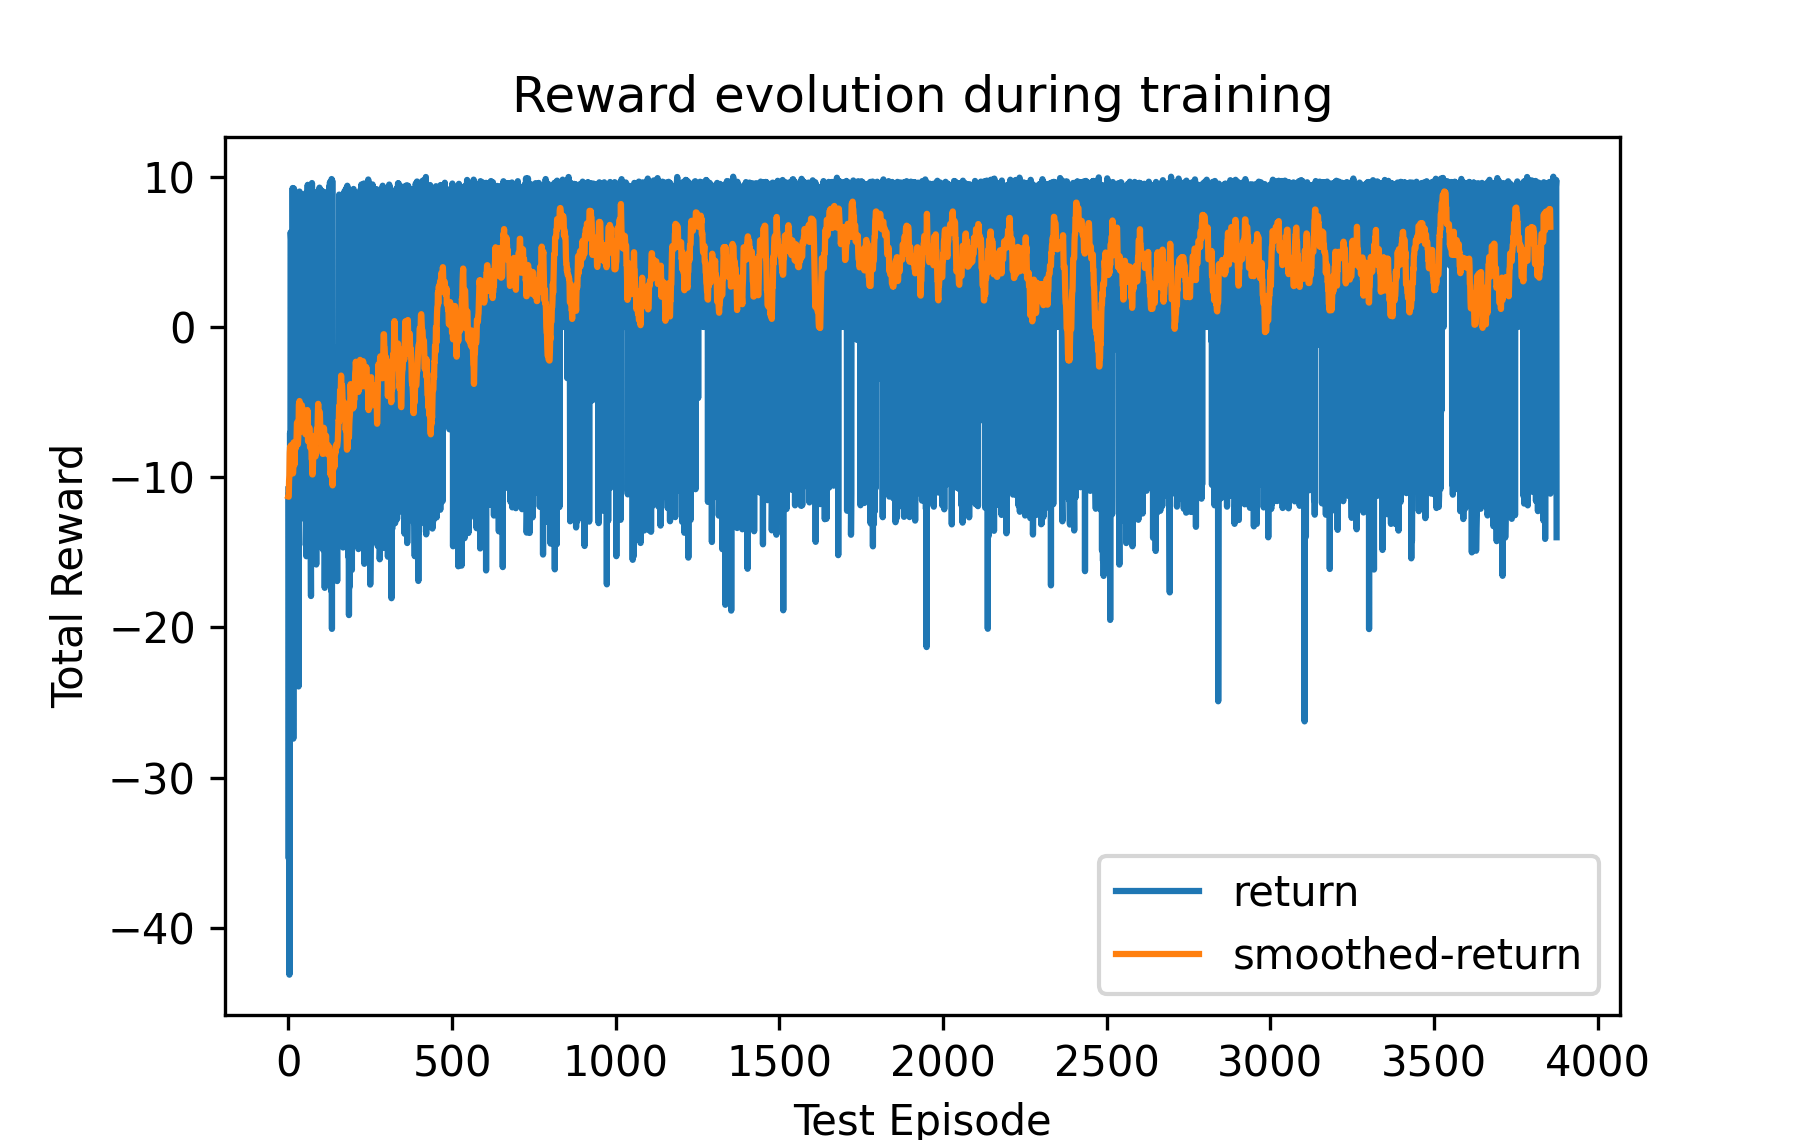 Reward evolution during training
10
0
−10
−20
−30
−40
Total Reward
return
smoothed-return
0 500 1000 1500 2000 2500 3000 3500 4000
Test Episode